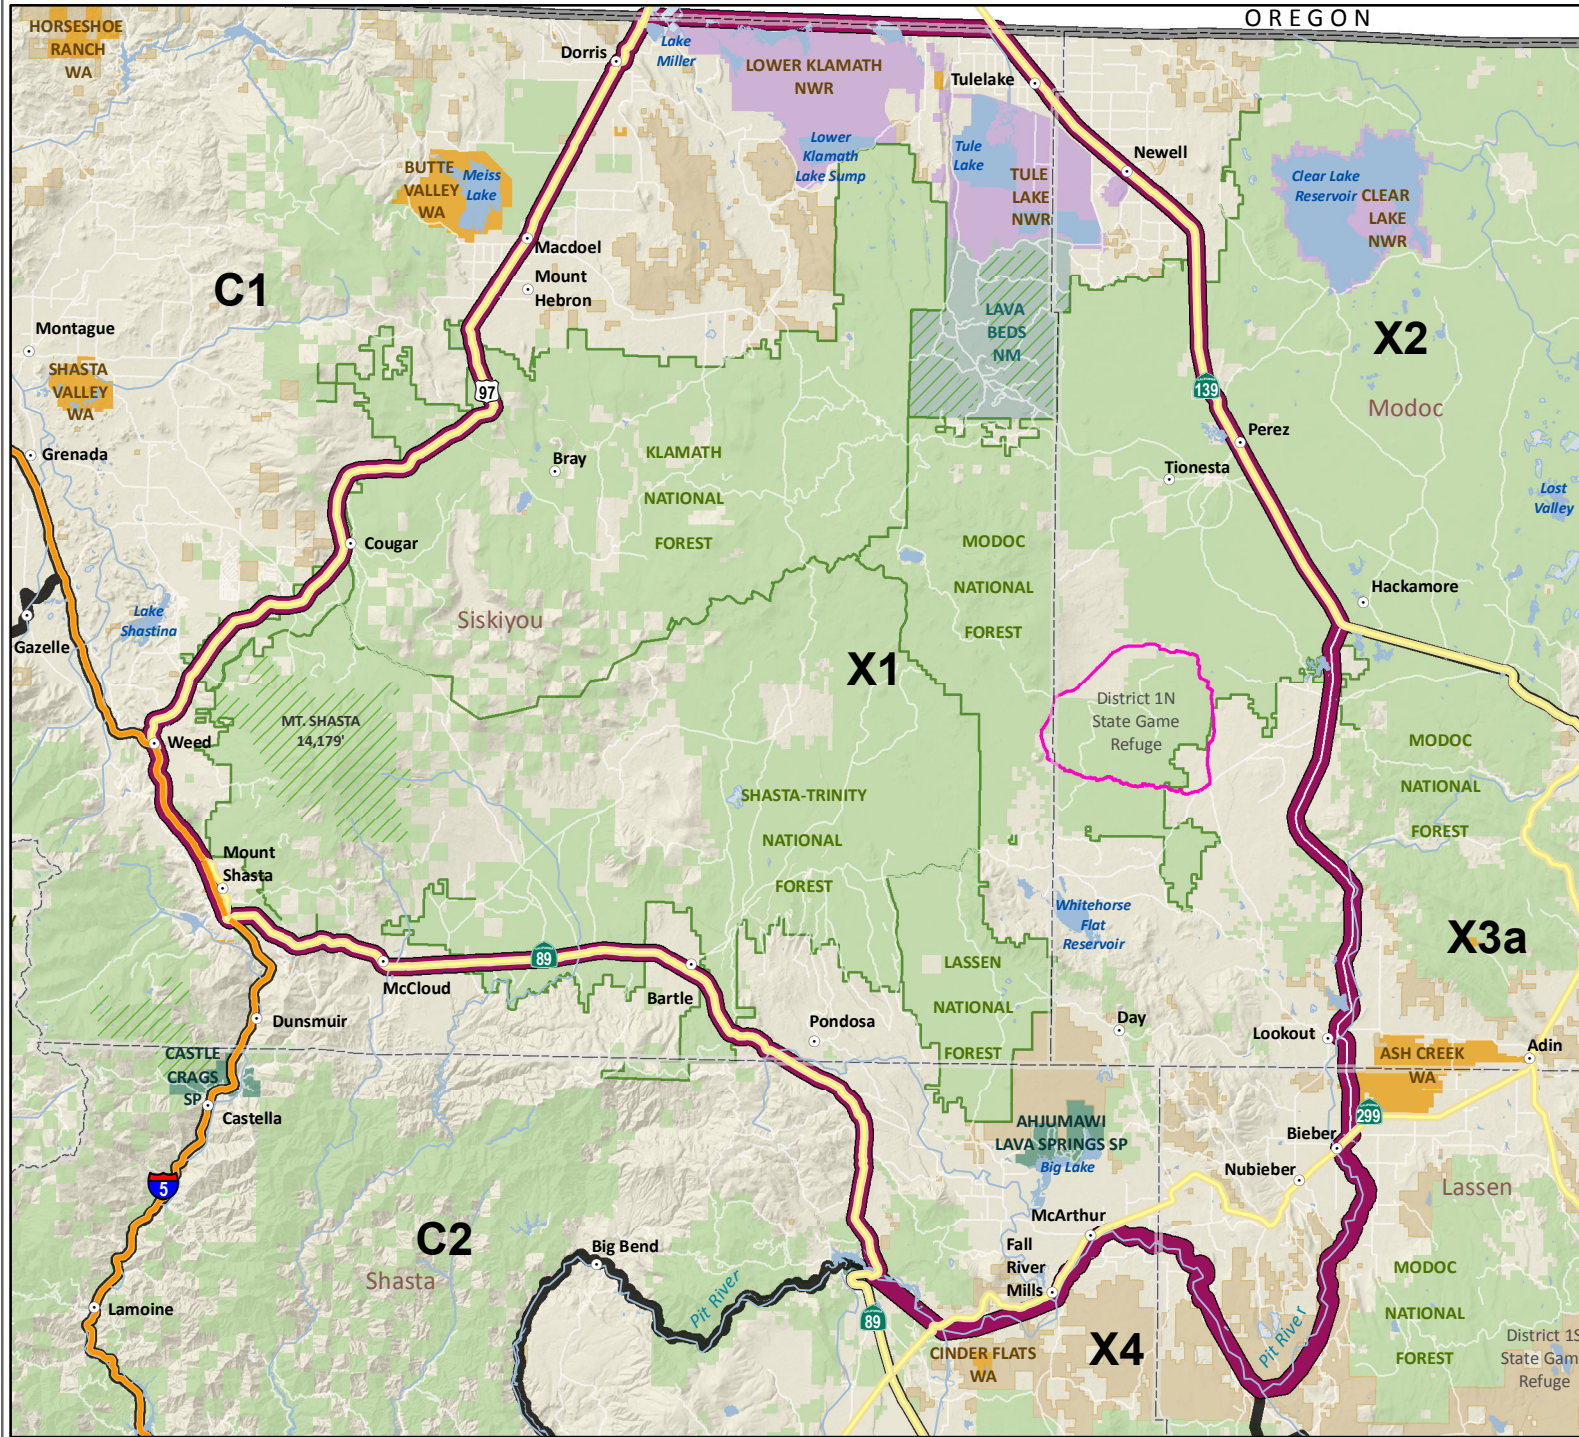 OREGON
HORSESHOE
RANCH
WA
Dorris
Lake
Miller
LOWER KLAMATH
NWR
Tulelake
Lower
Klamath
Lake Sump
Tule
Lake
TULE
LAKE
NWR
Newell
Clear Lake
Reservoir
CLEAR
LAKE
NWR
BUTTE
VALLEY
WA
Meiss
Lake
Macdoel
Mount
Hebron
C1
Montague
SHASTA
VALLEY
WA
LAVA
BEDS
NM
X2
Modoc
97
139
Grenada
Bray
KLAMATH
NATIONAL
FOREST
Perez
Tionesta
Lost
Valley
Cougar
MODOC
NATIONAL
FOREST
Hackamore
Lake
Shastina
Gazelle
Siskiyou
X1
District 1N
State Game
Refuge
MT. SHASTA
14,179'
Weed
MODOC
NATIONAL
FOREST
SHASTA-TRINITY
NATIONAL
FOREST
Mount
Shasta
Whitehorse
Flat
Reservoir
X3a
89
McCloud
Bartle
LASSEN
NATIONAL
FOREST
Dunsmuir
Pondosa
Day
Lookout
Adin
CASTLE
CRAGS
SP
ASH CREEK
WA
Castella
AHJUMAWI
LAVA SPRINGS SP
Big Lake
299
Bieber
Nubieber
5
Lassen
C2
Shasta
Big Bend
McArthur
Fall
River
Mills
Pit River
Lamoine
89
CINDER FLATS
WA
X4
Pit River
MODOC
NATIONAL
FOREST
District 1S
State Gam
Refuge